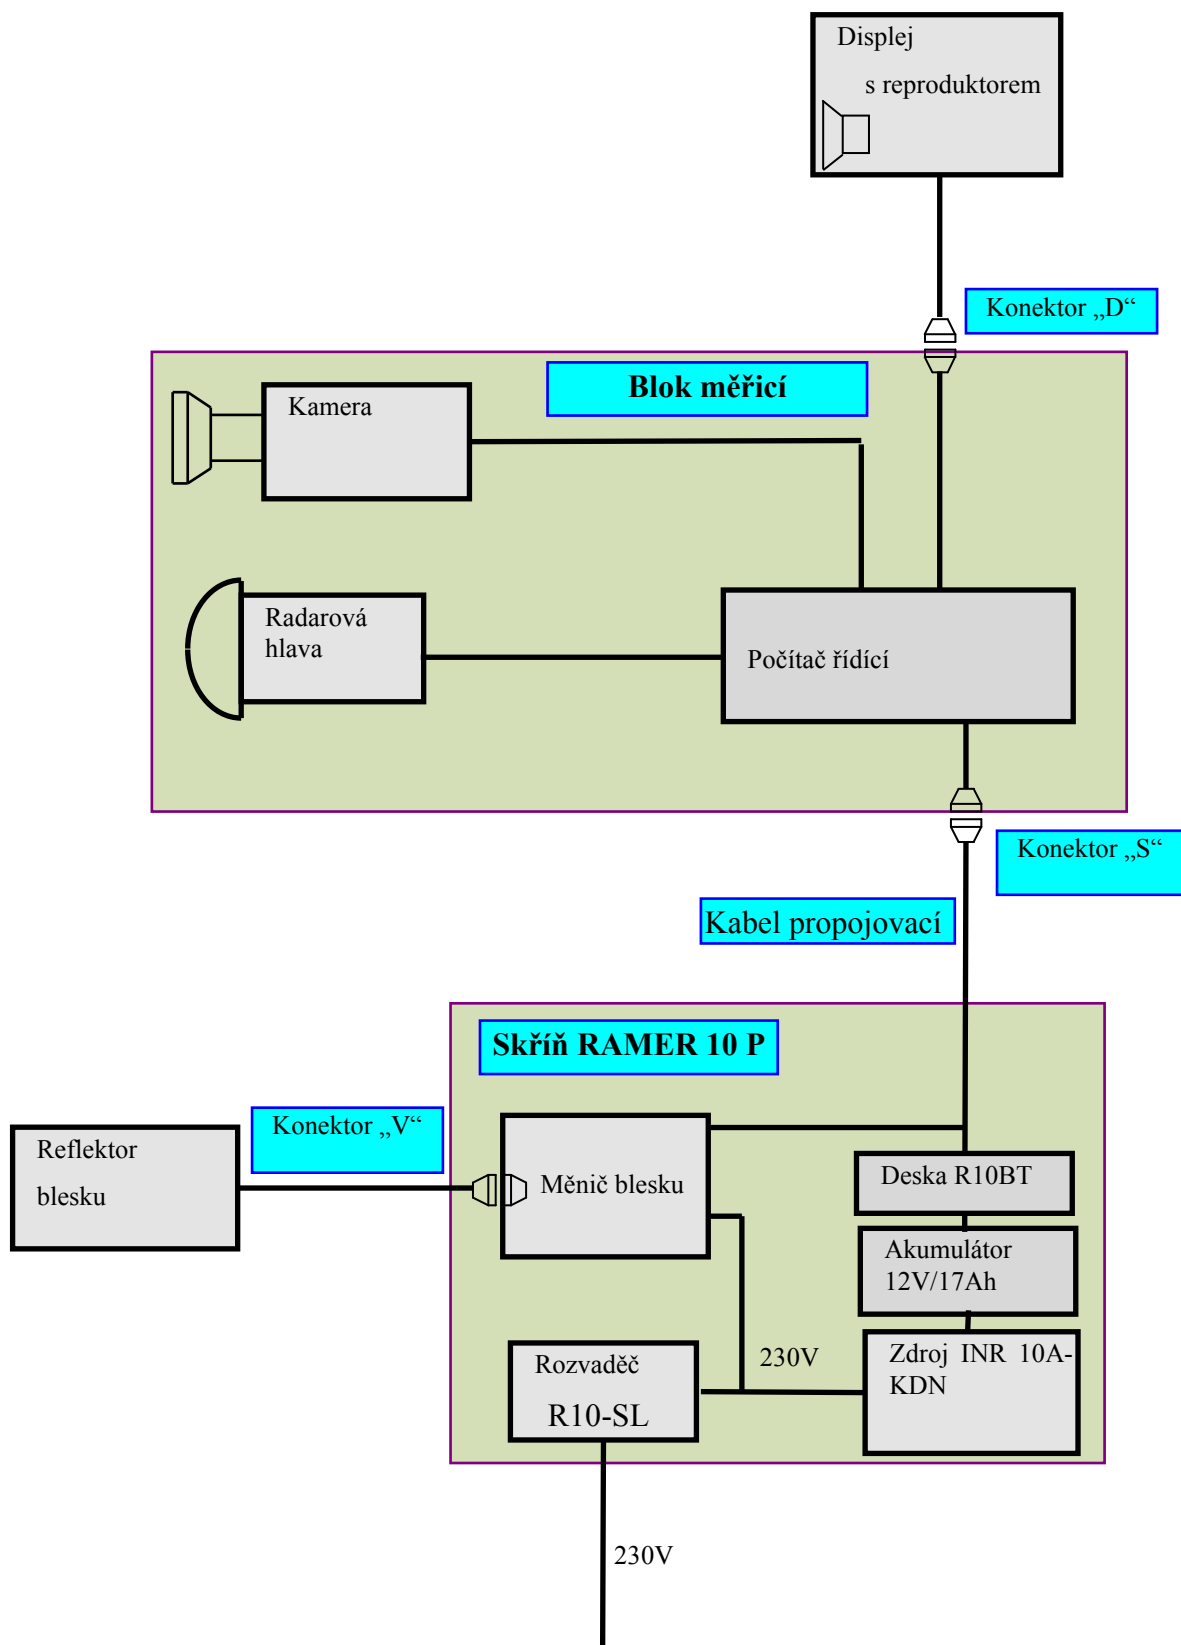 Displej
s reproduktorem
Konektor „D“
Blok měřicí
Kamera
Radarová
hlava
Počítač řídící
Konektor „S“
Kabel propojovací
Skříň RAMER 10 P
Konektor „V“
Reflektor
blesku
Měnič blesku
Deska R10BT
Akumulátor
12V/17Ah
Zdroj INR 10A-
KDN
230V
Rozvaděč
R10-SL
230V